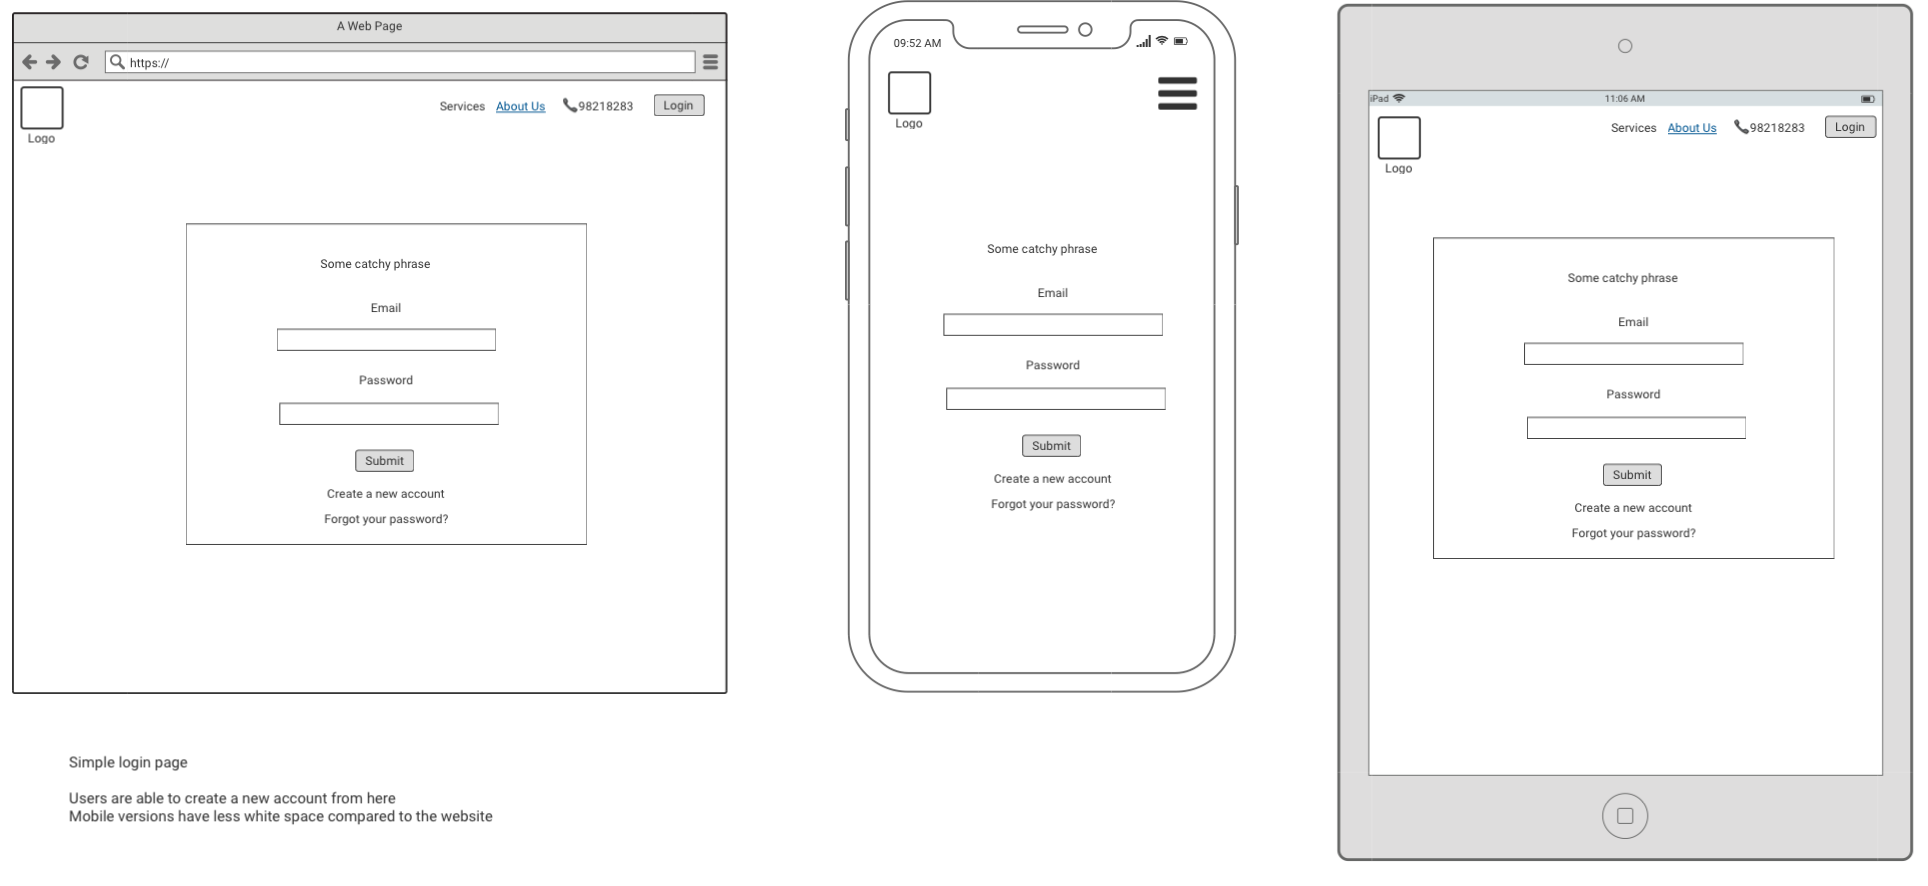 A Web Page
https://
Services About Us 98218283 Login
Logo
Some catchy phrase
Email
Password
Submit
Create a new account
Forgot your password?
09:52 AM
Logo
Some catchy phrase
Email
Password
Submit
Create a new account
Forgot your password?
iPad 11:06 AM
Services About Us 98218283 Login
Logo
Some catchy phrase
Email
Password
Submit
Create a new account
Forgot your password?
Simple login page
Users are able to create a new account from here
Mobile versions have less white space compared to the website